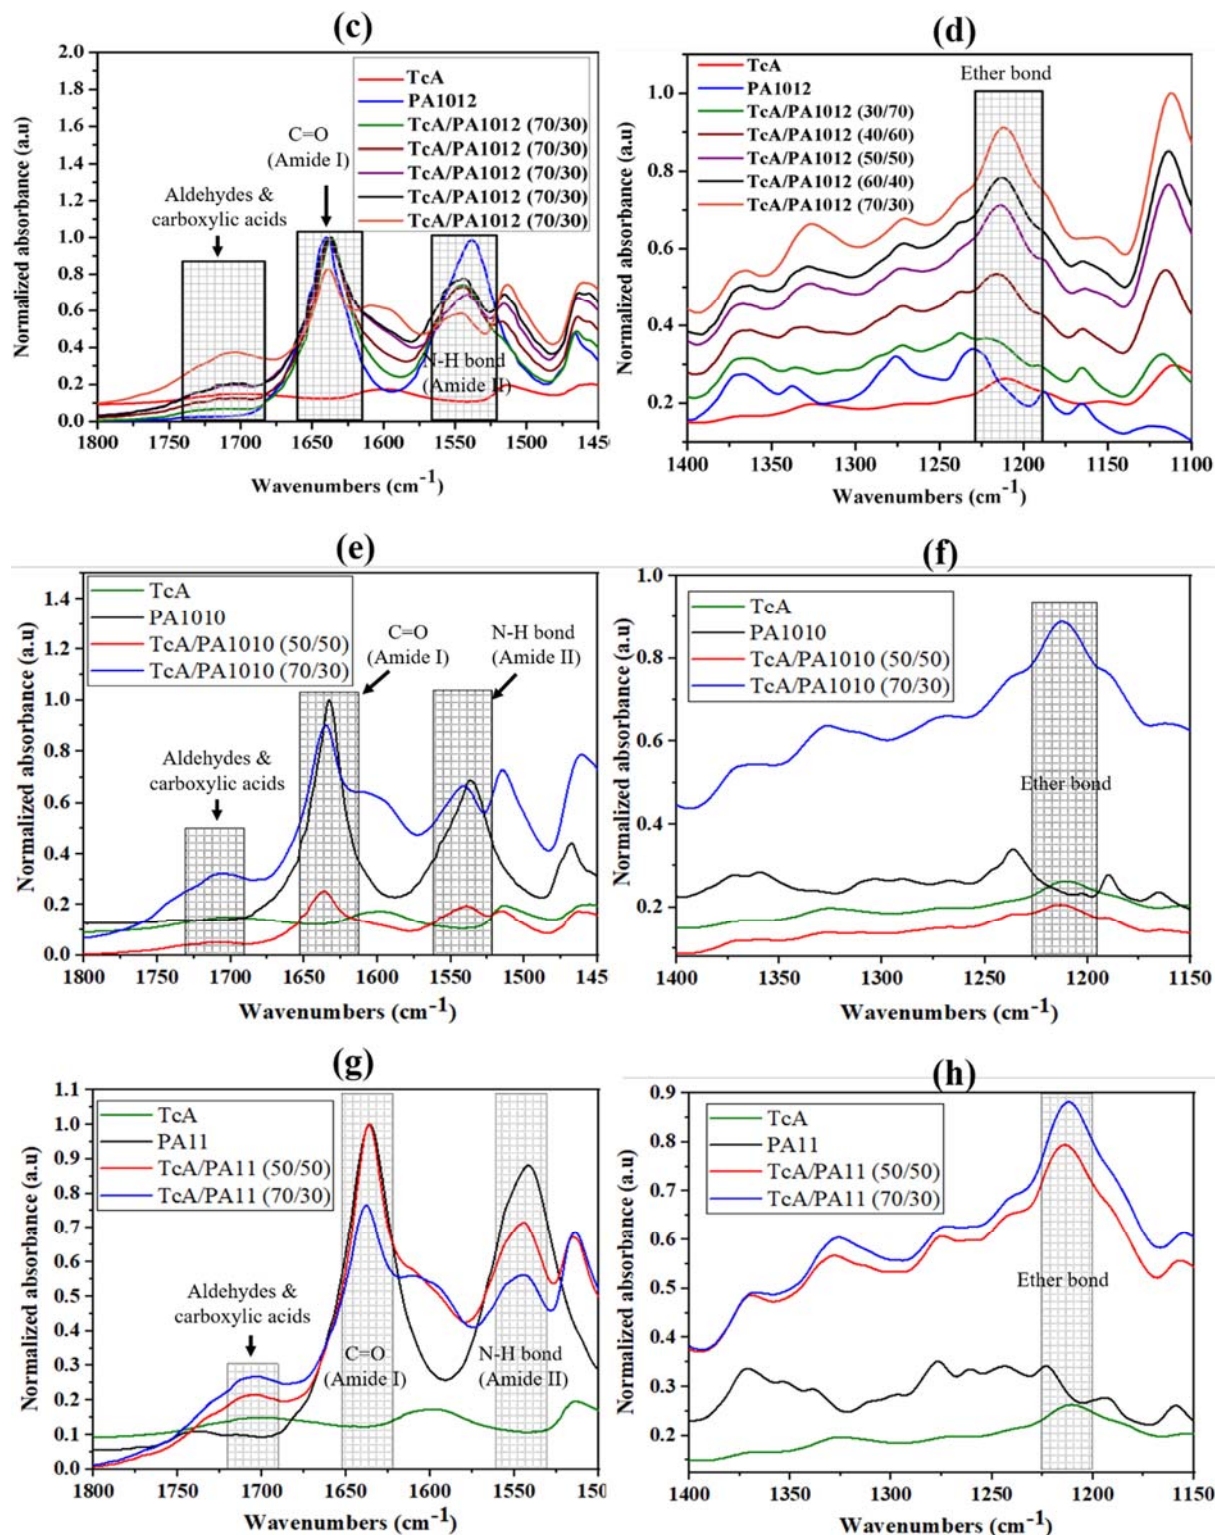 (c)
2.0
1.8
1.6
1.4
1.2
1.0
0.8
0.6
0.4
0.2
0.0
Normalized absorbance (a.u)
TcA
PA1012
TcA/PA1012 (70/30)
TcA/PA1012 (70/30)
TcA/PA1012 (70/30)
TcA/PA1012 (70/30)
TcA/PA1012 (70/30)
C=O
(Amide I)
Aldehydes &
carboxylic acids
N-H bond
(Amide II)
1800 1750 1700 1650 1600 1550 1500 1450
Wavenumbers (cm-1)
(d)
1.0
0.8
0.6
0.4
0.2
Normalized absorbance (a.u)
TcA
PA1012
TcA/PA1012 (30/70)
TcA/PA1012 (40/60)
TcA/PA1012 (50/50)
TcA/PA1012 (60/40)
TcA/PA1012 (70/30)
Ether bond
1400 1350 1300 1250 1200 1150 1100
Wavenumbers (cm-1)
(e)
1.4
1.2
1.0
0.8
0.6
0.4
0.2
0.0
Normalized absorbance (a.u)
TcA
PA1010
TcA/PA1010 (50/50)
TcA/PA1010 (70/30)
C=O
(Amide I)
N-H bond
(Amide II)
Aldehydes &
carboxylic acids
1800 1750 1700 1650 1600 1550 1500 1450
Wavenumbers (cm-1)
(f)
1.0
0.8
0.6
0.4
0.2
Normalized absorbance (a.u)
TcA
PA1010
TcA/PA1010 (50/50)
TcA/PA1010 (70/30)
Ether bond
1400 1350 1300 1250 1200 1150
Wavenumbers (cm-1)
(g)
1.1
1.0
0.9
0.8
0.7
0.6
0.5
0.4
0.3
0.2
0.1
0.0
Normalized absorbance (a.u)
TcA
PA11
TcA/PA11 (50/50)
TcA/PA11 (70/30)
Aldehydes &
carboxylic acids
C=O
(Amide I)
N-H bond
(Amide II)
1800 1750 1700 1650 1600 1550 150
Wavenumbers (cm-1)
(h)
0.9
0.8
0.7
0.6
0.5
0.4
0.3
0.2
Normalized absorbance (a.u)
TcA
PA11
TcA/PA11 (50/50)
TcA/PA11 (70/30)
Ether bond
1400 1350 1300 1250 1200 1150
Wavenumbers (cm-1)